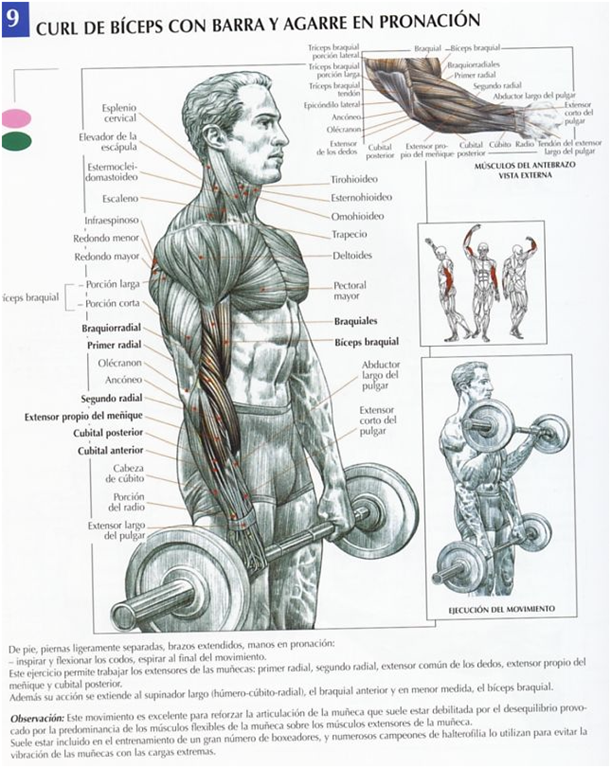 9
CURL DE BÍCEPS CON BARRA Y AGARRE EN PRONACIÓN
Esplenio
cervical
Elevador de la
escápula
Estermoclei-
domastoideo
Escaleno
Infraespinoso
Redondo menor
Redondo mayor
íceps braquial
– Porción larga
– Porción corta
Braquiorradial
Primer radial
Olécranon
Ancóneo
Segundo radial
Extensor propio del meñique
Cubital posterior
Cubital anterior
Cabeza
de cúbito
Porción
del radio
Extensor largo
del pulgar
Tirohioideo
Esternohioideo
Omohioideo
Trapecio
Deltoides
Pectoral
mayor
Braquiales
Bíceps braquial
Abductor
largo del
pulgar
Extensor
corto del
pulgar
Tríceps braquial
porción lateral
Tríceps braquial
porción larga
Tríceps braquial
tendón
Epicóndilo lateral
Ancóneo
Olécranon
Extensor
de los dedos
Braquial
Bíceps braquial
Braquiorradiales
Primer radial
Segundo radial
Abductor largo del pulgar
Extensor
corto del
pulgar
Cubital
posterior
Extensor pro-
pio del meñique
Cubital
posterior
Cúbito
Radio
Tendón del extensor
largo del pulgar
MÚSCULOS DEL ANTEBRAZO
VISTA EXTERNA
EJECUCIÓN DEL MOVIMIENTO
De pie, piernas ligeramente separadas, brazos extendidos, manos en pronación:
– inspirar y flexionar los codos, espirar al final del movimiento.
Este ejercicio permite trabajar los extensores de las muñecas: primer radial, segundo radial, extensor común de los dedos, extensor propio del
meñique y cubital posterior.
Además su acción se extiende al supinador largo (húmero-cúbito-radial), el braquial anterior y en menor medida, el bíceps braquial.
Observación: Este movimiento es excelente para reforzar la articulación de la muñeca que suele estar debilitada por el desequilibrio provo-
cado por la predominancia de los músculos flexibles de la muñeca sobre los músculos extensores de la muñeca.
Suele estar incluido en el entrenamiento de un gran número de boxeadores, y numerosos campeones de halterofilia lo utilizan para evitar la
vibración de las muñecas con las cargas extremas.